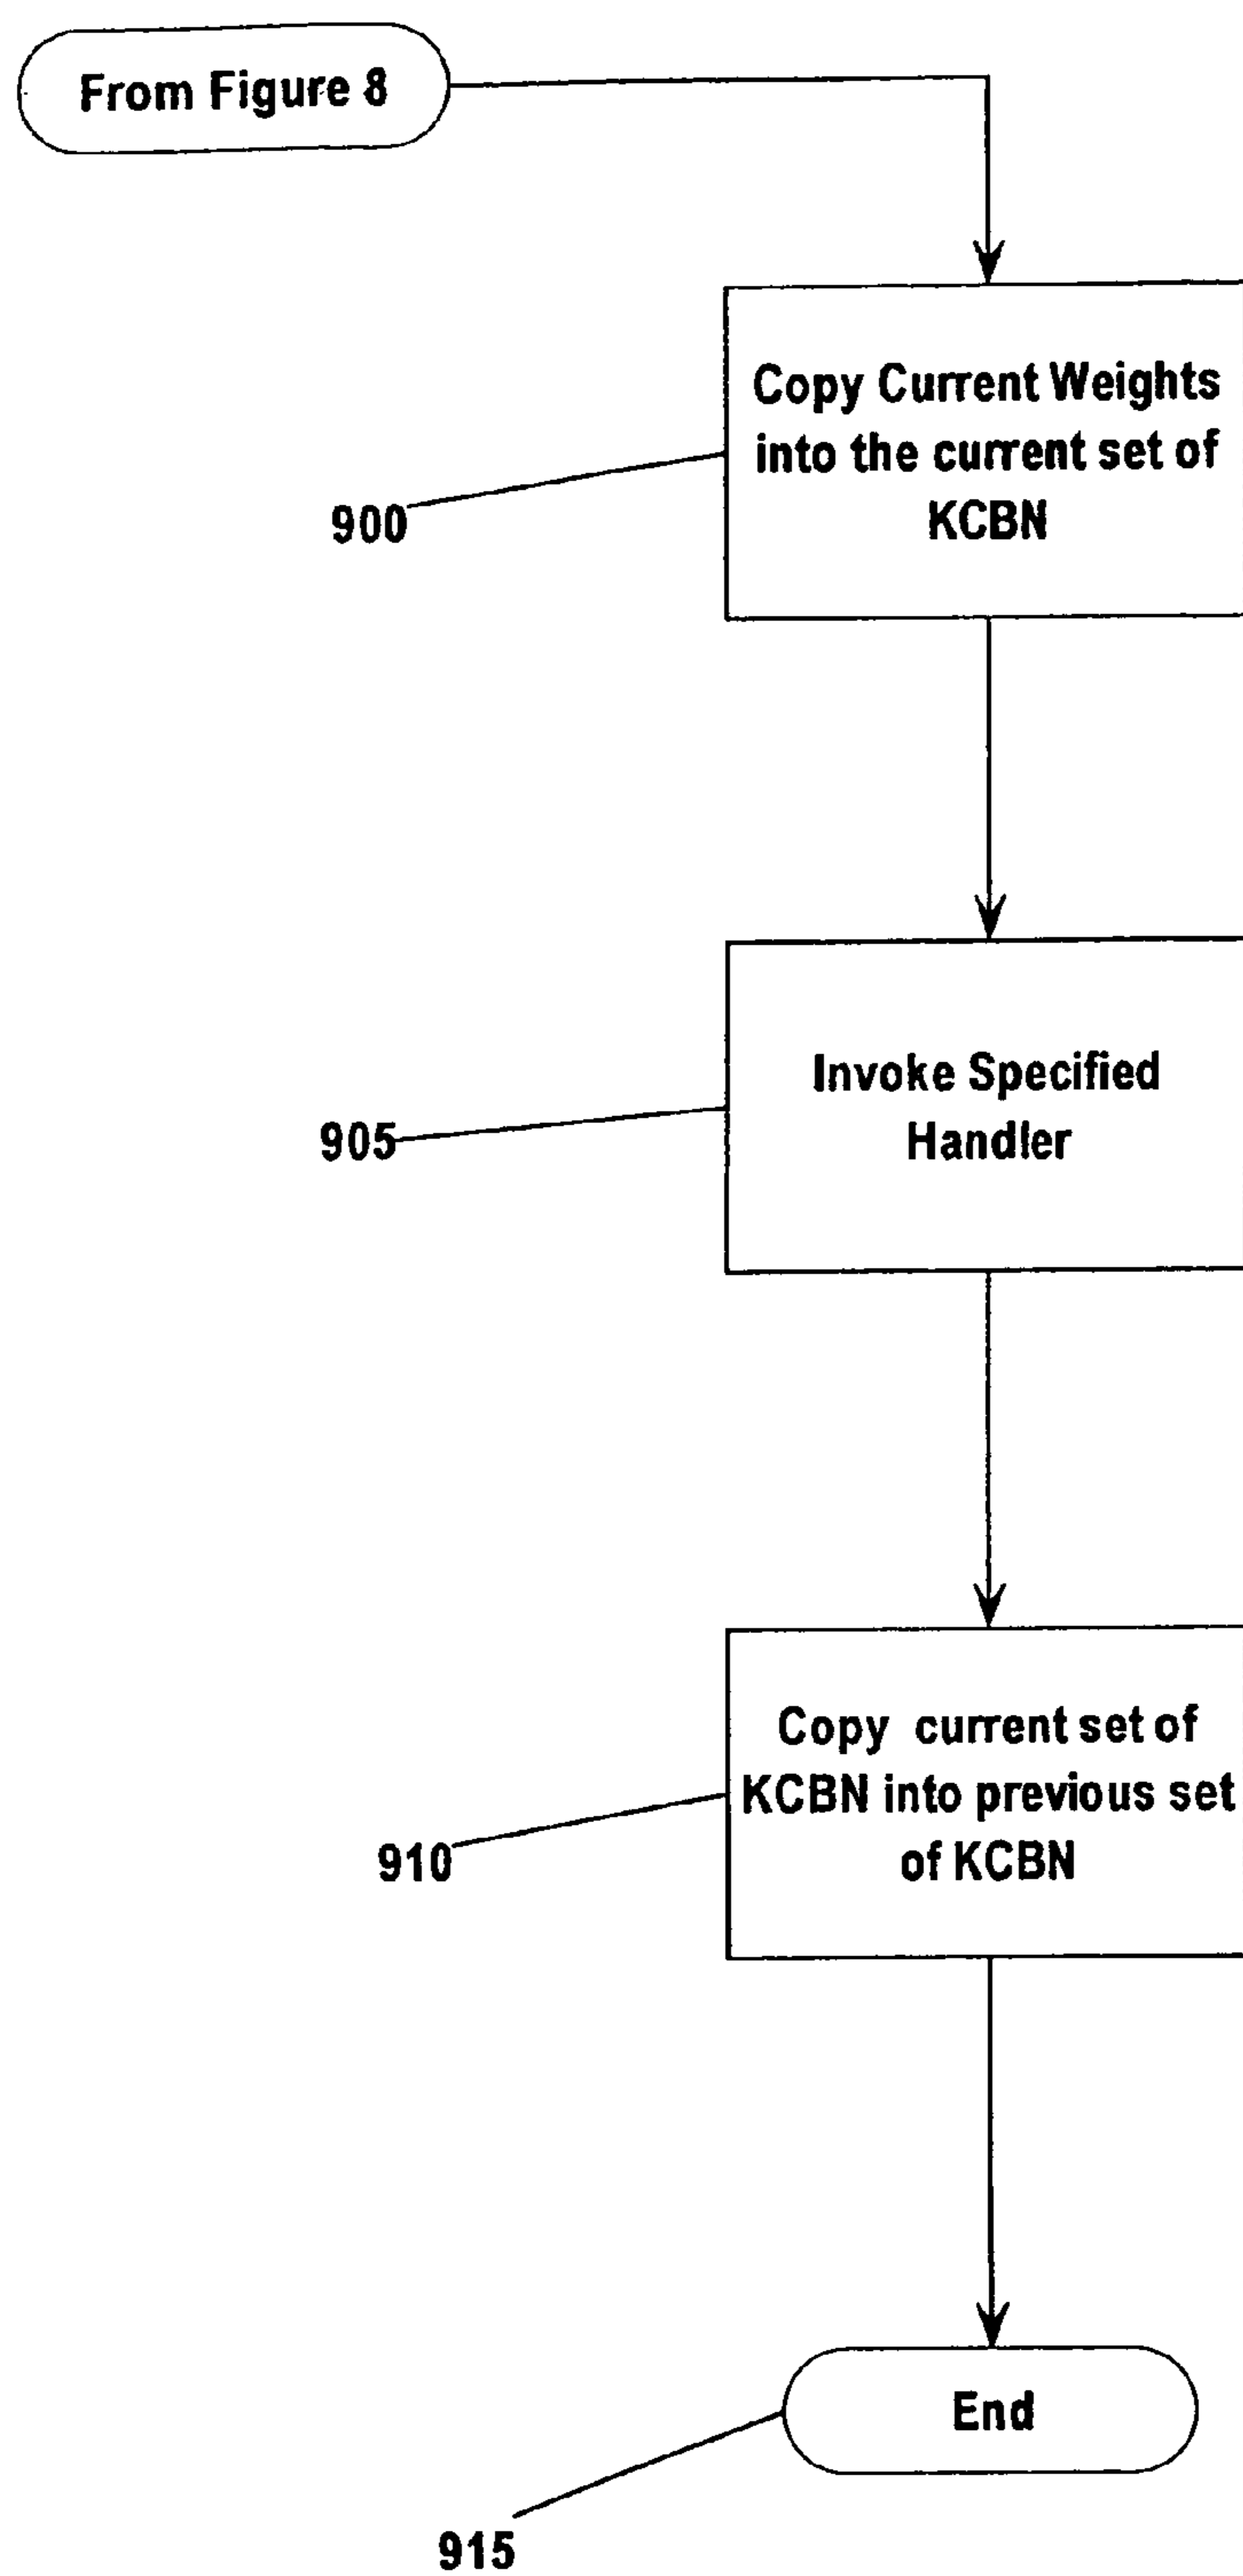 From Figure 8
Copy Current Weights
into the current set of
KCBN
900
Invoke Specified
Handler
905
Copy current set of
KCBN into previous set
of KCBN
910
End
915